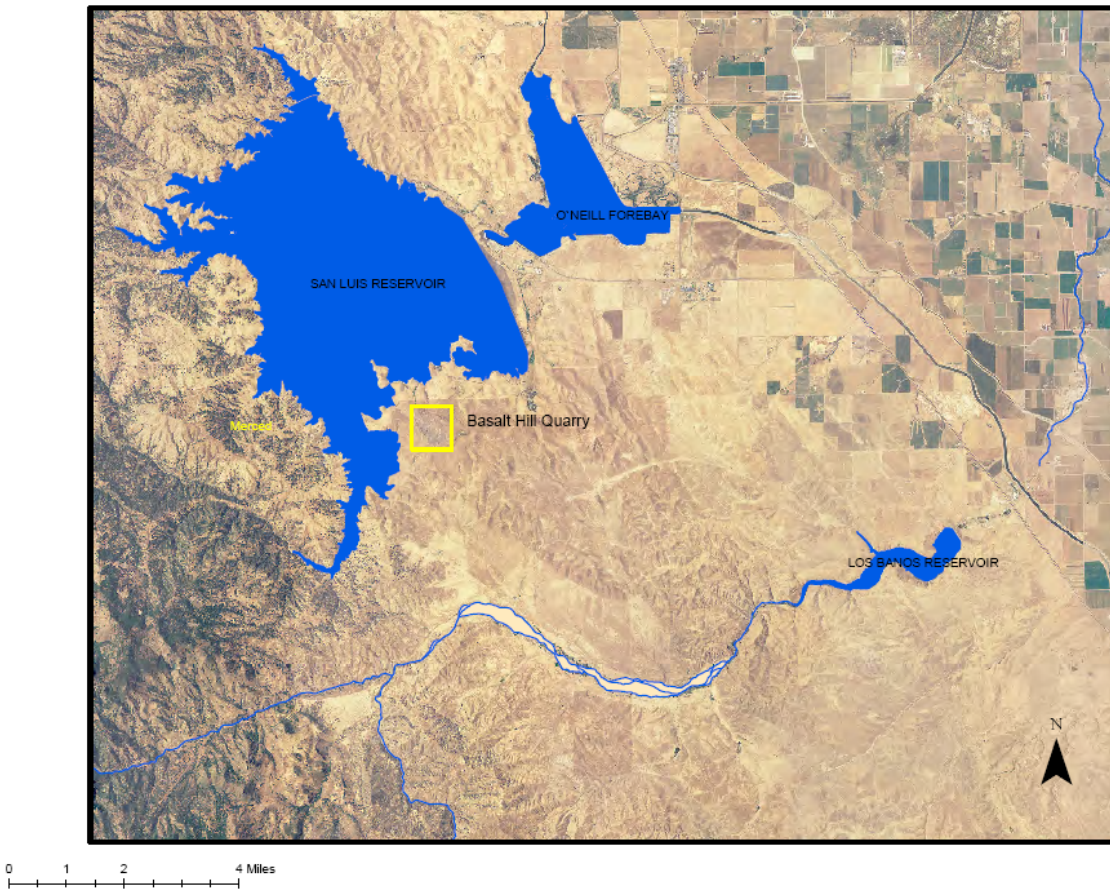 O'NEILL FOREBAY
SAN LUIS RESERVOIR
Basalt Hill Quarry
Merced
LOS BANOS RESERVOIR
N
0 1 2 4 Miles